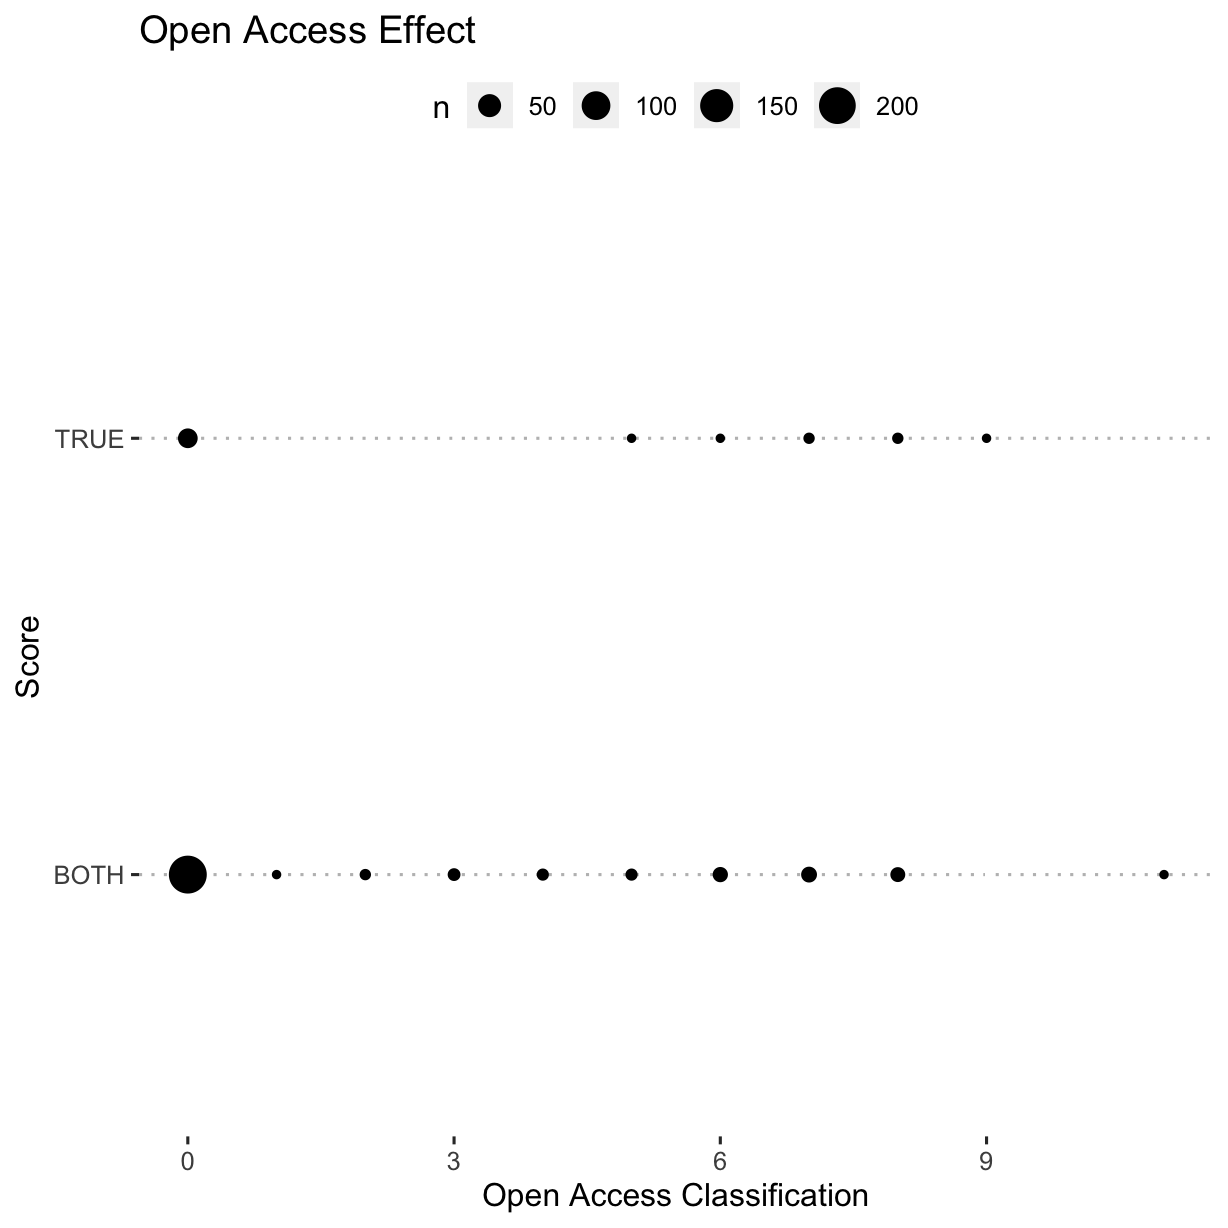 Open Access Effect
n 50 100 150 200
TRUE
Score
BOTH
0 3 6 9
Open Access Classification